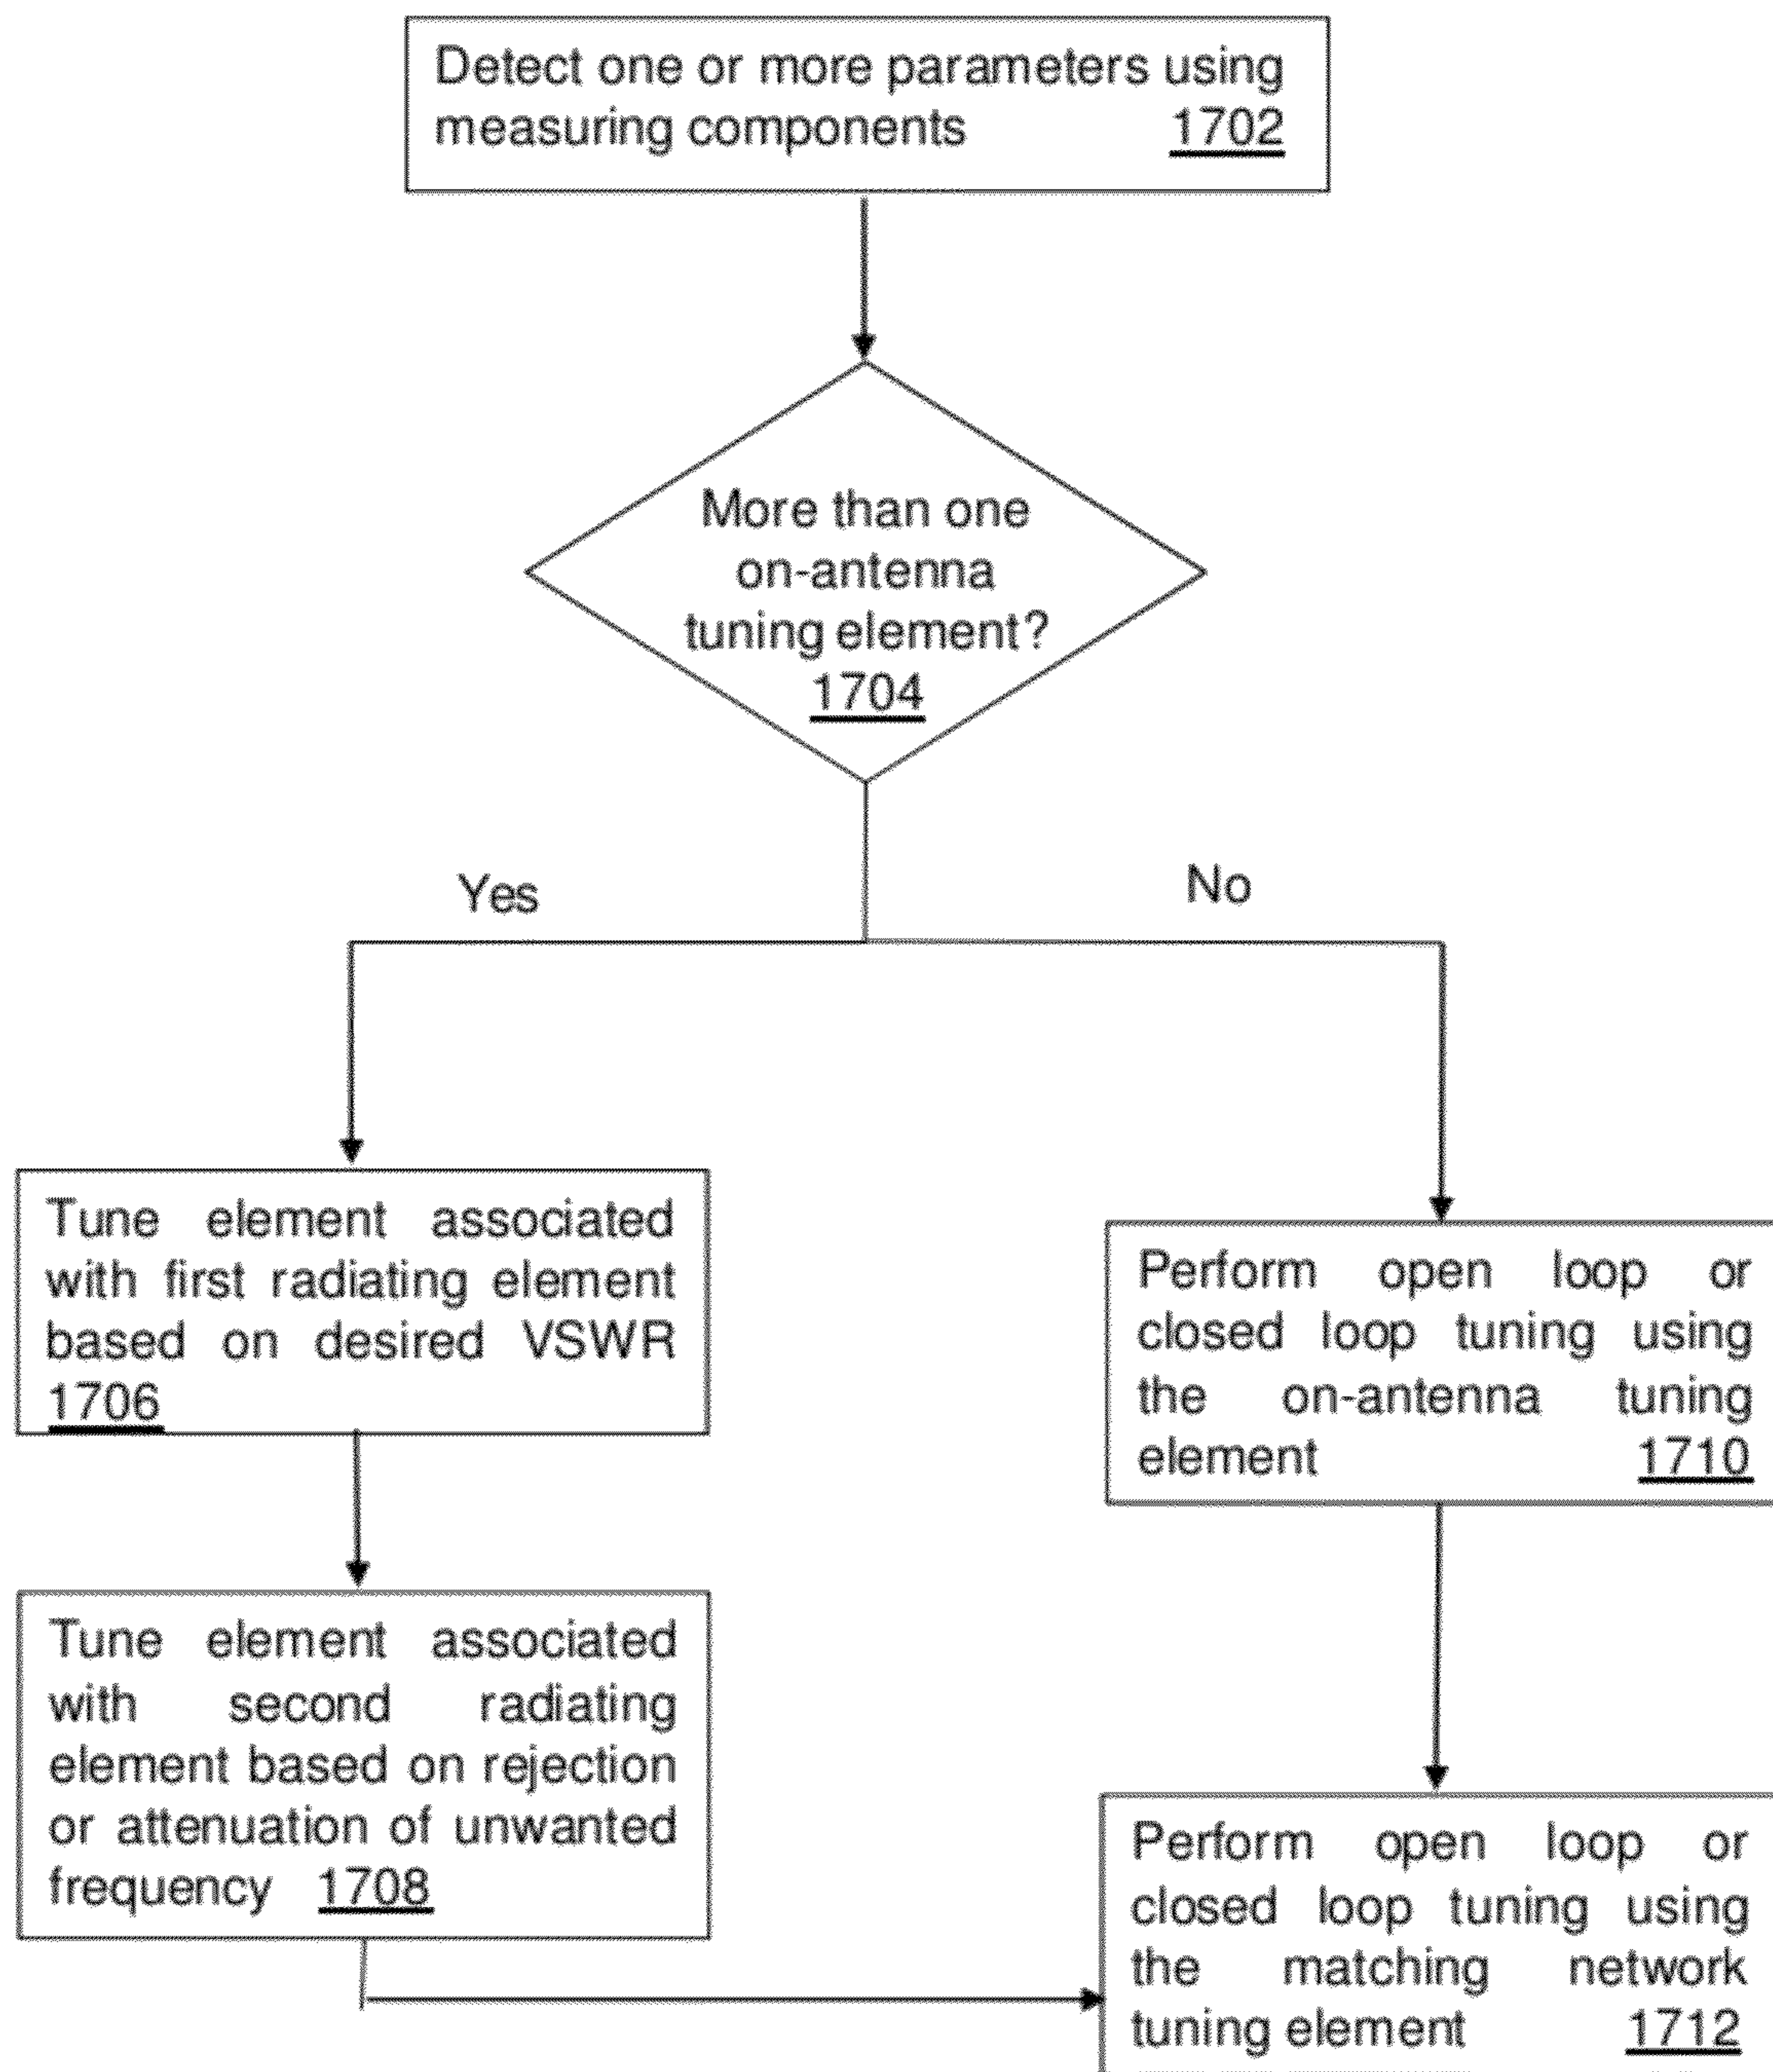 Detect one or more parameters using
measuring components 1702
More than one
on-antenna
tuning element?
1704
Yes
No
Tune element associated
with first radiating element
based on desired VSWR
1706
Tune element associated
with second radiating
element based on rejection
or attenuation of unwanted
frequency 1708
Perform open loop or
closed loop tuning using
the on-antenna tuning
element 1710
Perform open loop or
closed loop tuning using
the matching network
tuning element 1712